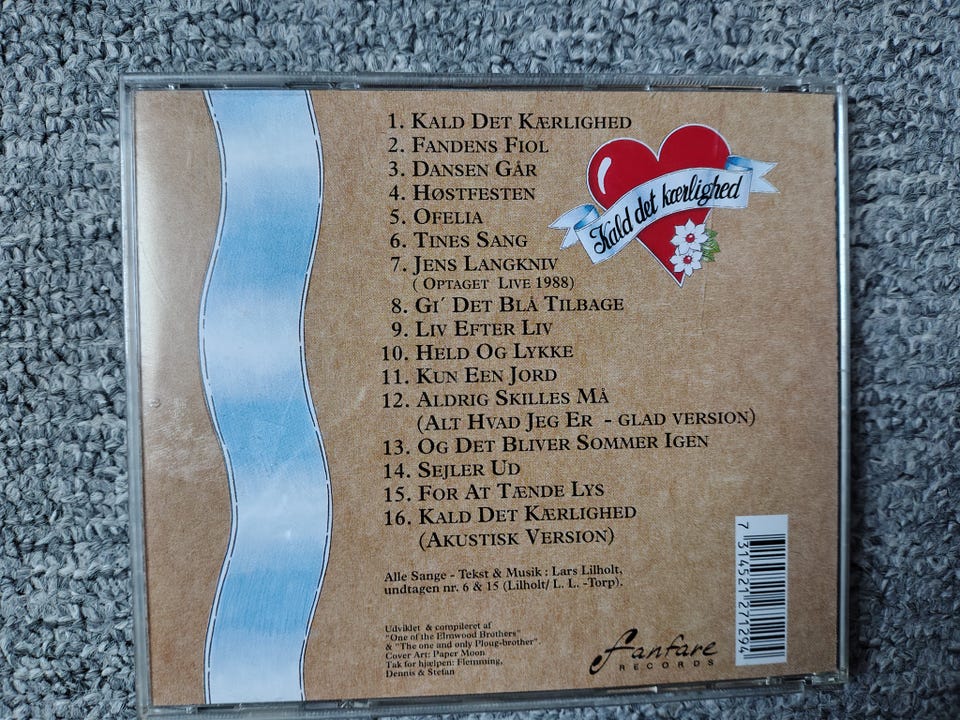 1. KALD DET KÆRLIGHED
2. FANDENS FIOL
3. DANSEN GÅR
4. HØSTFESTEN
5. OFELIA
6. TINES SANG
7. JENS LANGKNIV
( OPTAGET LIVE 1988)
8. GI´ DET BLÅ TILBAGE
9. LIV EFTER LIV
10. HELD OG LYKKE
11. KUN EEN JORD
12. ALDRIG SKILLES MÅ
(ALT HVAD JEG ER - GLAD VERSION)
13. OG DET BLIVER SOMMER IGEN
14. SEJLER UD
15. FOR AT TÆNDE LYS
16. KALD DET KÆRLIGHED
(AKUSTISK VERSION)
Kald det kærlighed
Alle Sange - Tekst & Musik : Lars Lilholt,
undtagen nr. 6 & 15 (Lilholt/ L. L. -Torp).
Udviklet & compileret af
"One of the Elmwood Brothers"
& "The one and only Ploug-brother".
Cover Art: Paper Moon
Tak for hjælpen: Flemming,
Dennis & Stefan
fanfare
RECORDS
7 314521 271294